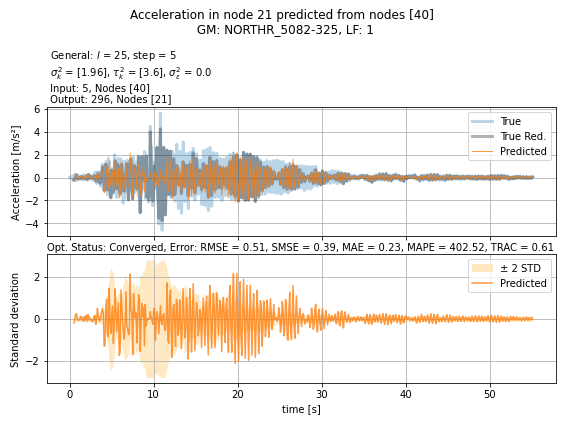 Acceleration in node 21 predicted from nodes [40]
GM: NORTHR_5082-325, LF: 1
General: l = 25, step = 5
σ²ₖ = [1.96], τ²ₖ = [3.6], σ²ε = 0.0
Input: 5, Nodes [40]
Output: 296, Nodes [21]
Acceleration [m/s²]
6
4
2
0
−2
−4
True
True Red.
Predicted
Opt. Status: Converged, Error: RMSE = 0.51, SMSE = 0.39, MAE = 0.23, MAPE = 402.52, TRAC = 0.61
Standard deviation
2
0
−2
± 2 STD
Predicted
0 10 20 30 40 50
time [s]